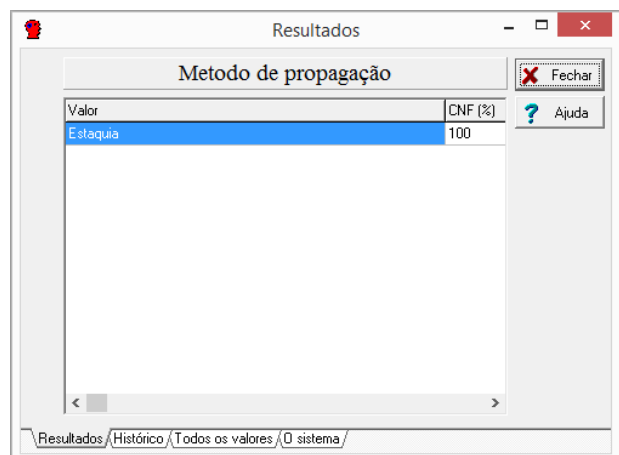 Resultados
Metodo de propagação
Fechar
Valor CNF (%)
Ajuda
Estaquia 100
Resultados Histórico Todos os valores O sistema